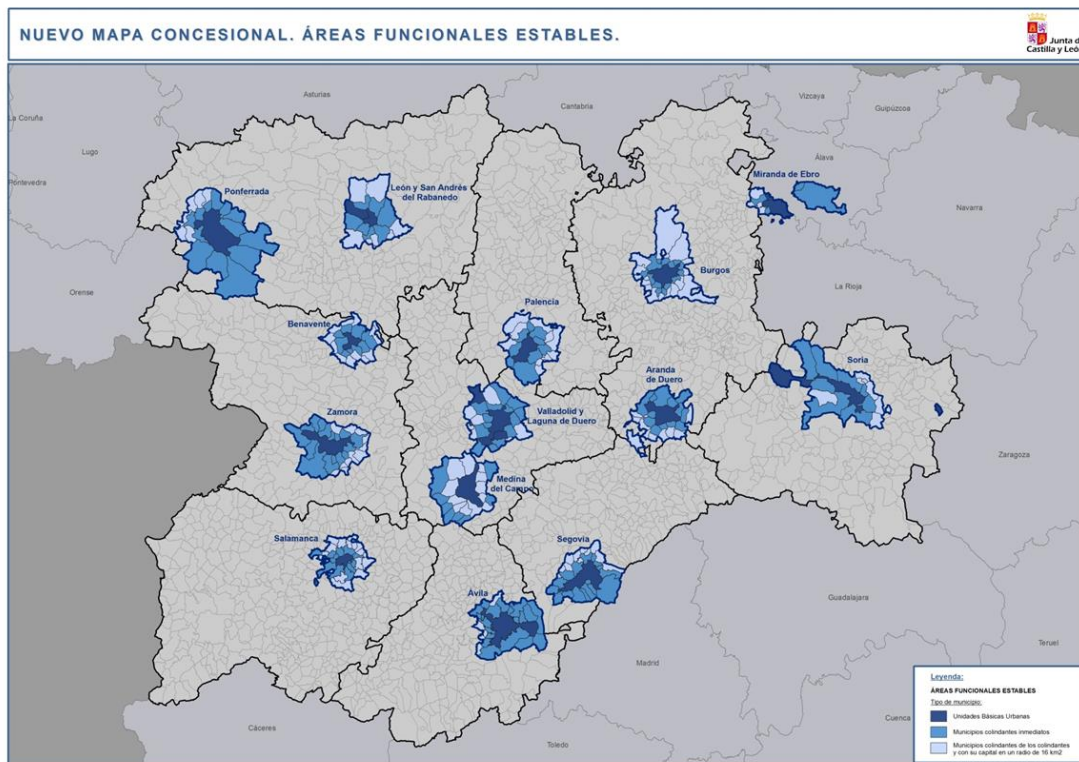 NUEVO MAPA CONCESIONAL. ÁREAS FUNCIONALES ESTABLES.
Junta de
Castilla y León
Asturias
Cantabria
Vizcaya
Guipúzcoa
La Coruña
Lugo
Álava
Pontevedra
Miranda de Ebro
Ponferrada
León y San Andrés
del Rabanedo
Navarra
Burgos
La Rioja
Orense
Palencia
Benavente
Soria
Aranda
de Duero
Zamora
Valladolid y
Laguna de Duero
Zaragoza
Medina
del Campo
Salamanca
Segovia
Ávila
Guadalajara
Teruel
Madrid
Cáceres
Toledo
Cuenca
Leyenda:
ÁREAS FUNCIONALES ESTABLES
Tipo de municipio:
Unidades Básicas Urbanas
Municipios colindantes inmediatos
Municipios colindantes de los colindantes
y con su capital en un radio de 16 km2